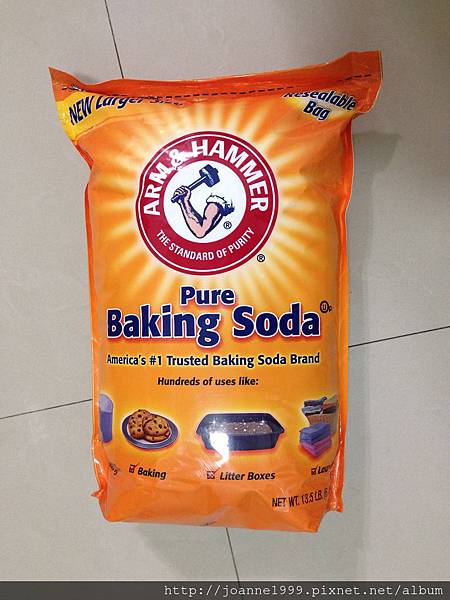 NEW Larger
Resealable
Bag
ARM & HAMMER
THE STANDARD OF PURITY
®
®
Pure
Baking Soda
America's #1 Trusted Baking Soda Brand
Hundreds of uses like:
Baking
Litter Boxes
NET WT. 13.5 LB.
http://joanne1999.pixnet.net/album